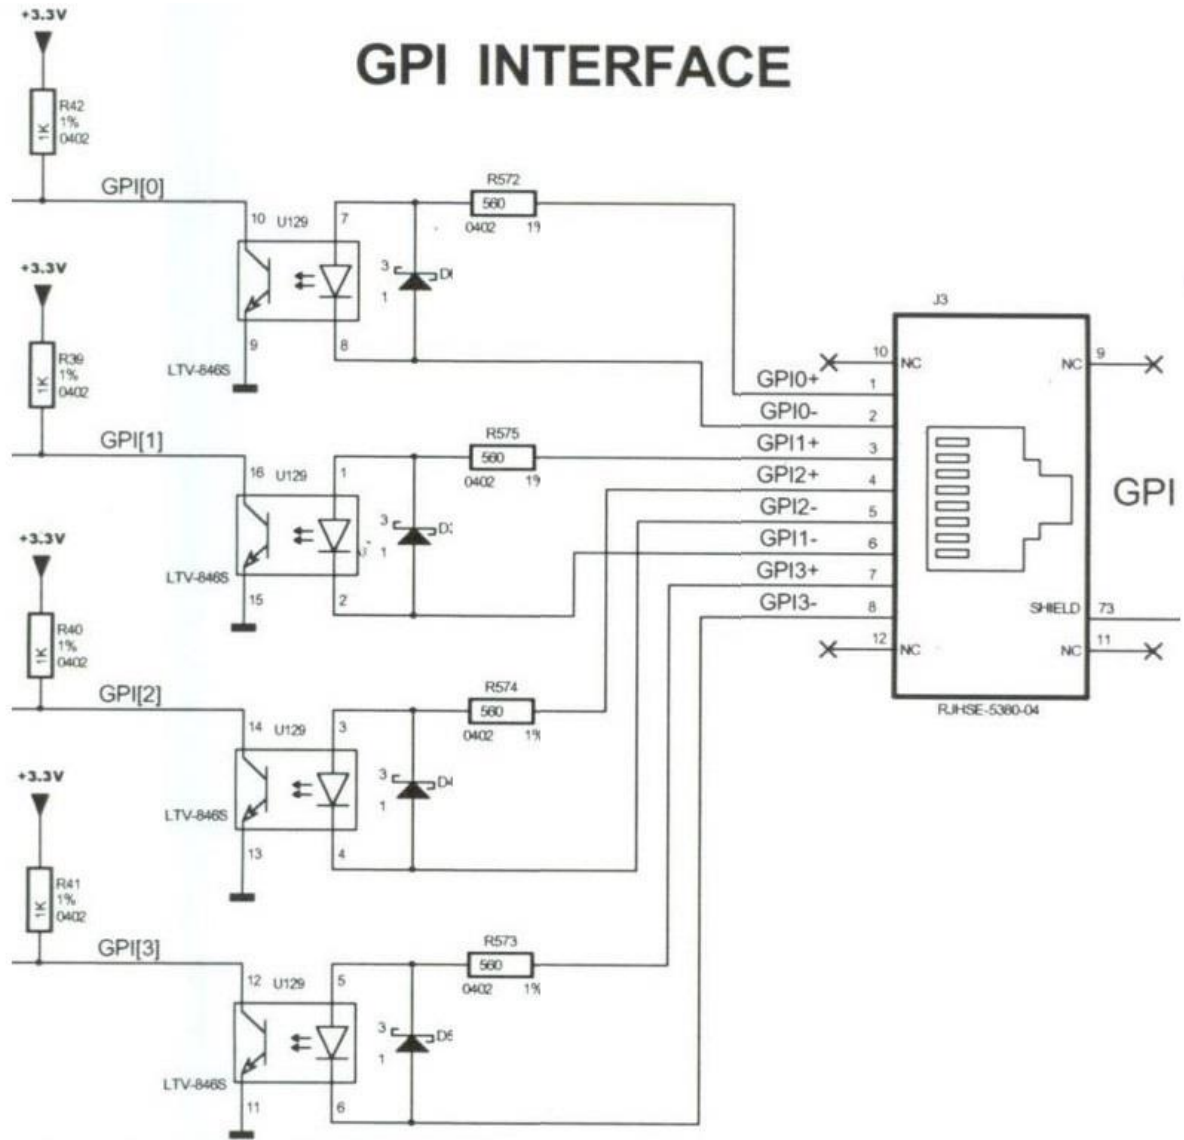 GPI INTERFACE
+3.3V
R42
1%
0402
1K
GPI[0]
10 U129 7
9 8
LTV-846S
3
1
R572
560
0402
+3.3V
R39
1%
0402
1K
GPI[1]
16 U129 1
15 2
LTV-846S
3
1
R575
560
0402
+3.3V
R40
1%
0402
1K
GPI[2]
14 U129 3
13 4
LTV-846S
3 D4
1
R574
560
0402 1%
+3.3V
R41
1%
0402
1K
GPI[3]
12 U129 5
11 6
LTV-846S
3
1
R573
560
0402 1%
J3
10 NC
NC 9
GPI0+ 1
GPI0- 2
GPI1+ 3
GPI2+ 4
GPI2- 5
GPI1- 6
GPI3+ 7
GPI3- 8
12 NC
SHIELD 73
NC 11
RJHSE-5380-04
GPI